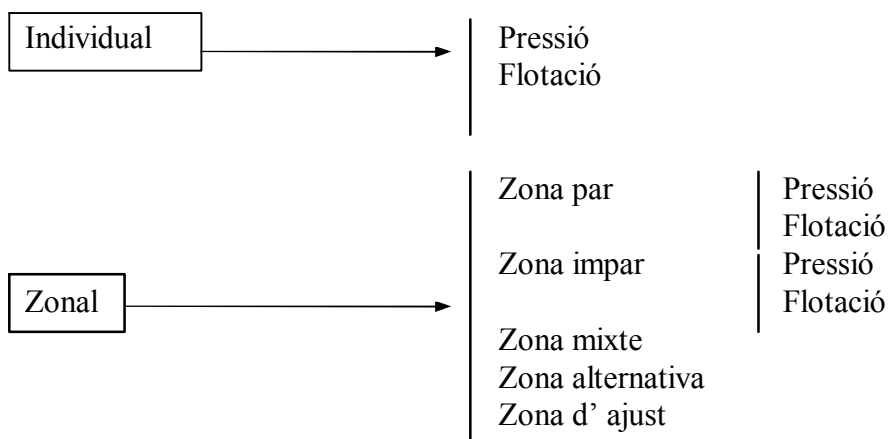 Individual
Pressió
Flotació
Zonal
Zona par
Pressió
Flotació
Zona impar
Pressió
Flotació
Zona mixte
Zona alternativa
Zona d’ ajust